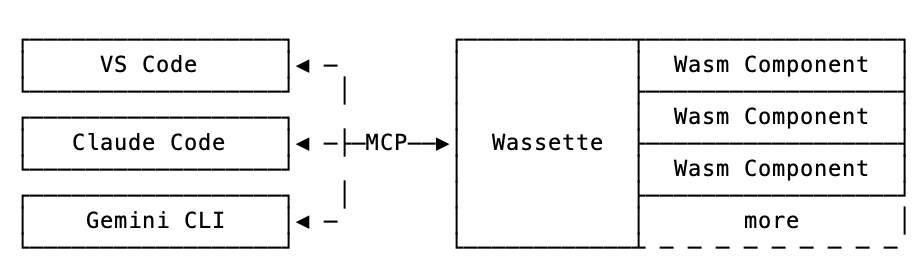 VS Code
Claude Code
Gemini CLI
MCP
Wassette
Wasm Component
Wasm Component
Wasm Component
more